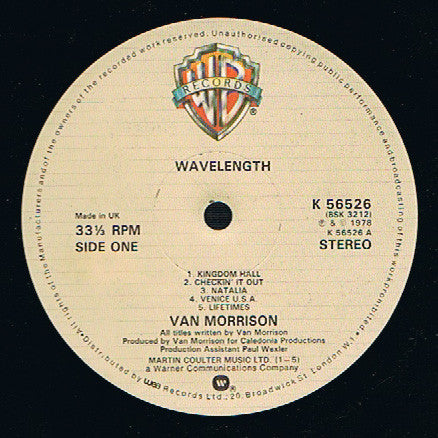 of the Manufacturers and of the owners of the recorded work reserved. Unauthorised copying public performance and broadcasting of this work prohibited. All rights
WB
RECORDS
WAVELENGTH
Made in UK
33⅓ RPM
SIDE ONE
K 56526
(BSK 3212)
℗ & © 1978
K 56526 A
STEREO
1. KINGDOM HALL
2. CHECKIN' IT OUT
3. NATALIA
4. VENICE U.S.A.
5. LIFETIMES
VAN MORRISON
All titles written by Van Morrison
Produced by Van Morrison for Caledonia Productions
Production Assistant Paul Wexler
MARTIN COULTER MUSIC LTD. (1–5)
a Warner Communications Company
Distributed by wea Records Ltd., 20, Broadwick St London W1.